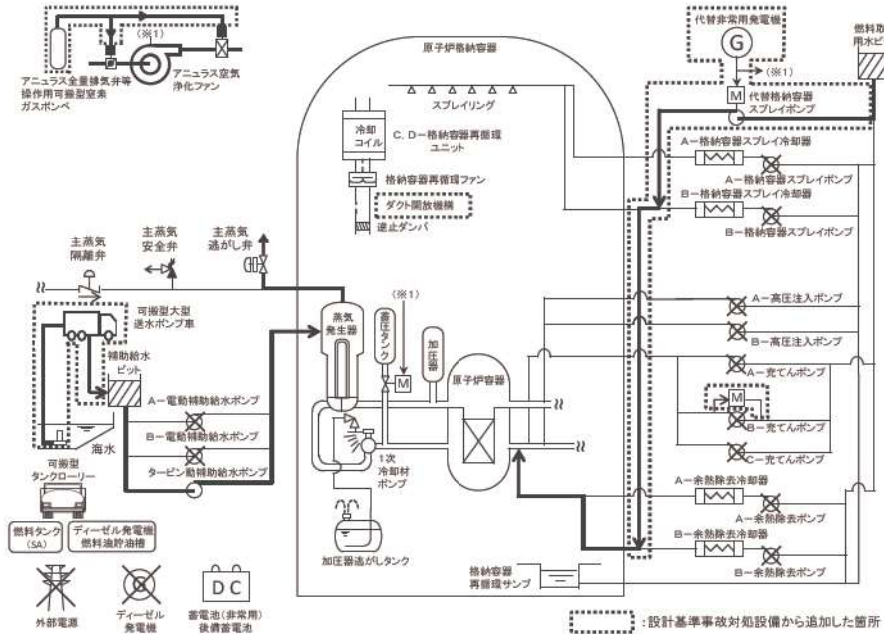 (※1)
アニュラス全量排気弁等
操作用可搬型窒素
ガスボンベ
アニュラス空気
浄化ファン
原子炉格納容器
スプレイリング
冷却
コイル
C、D-格納容器再循環
ユニット
格納容器再循環ファン
ダクト開放機構
逆止ダンパ
代替非常用発電機
G
(※1)
M
代替格納容器
スプレイポンプ
燃料取
用水ピ
A-格納容器スプレイ冷却器
A-格納容器スプレイポンプ
B-格納容器スプレイ冷却器
B-格納容器スプレイポンプ
主蒸気
隔離弁
主蒸気
安全弁
主蒸気
逃がし弁
可搬型大型
送水ポンプ車
補助給水
ピット
海水
A-電動補助給水ポンプ
B-電動補助給水ポンプ
タービン動補助給水ポンプ
蒸気
発生器
(※1)
蓄圧タンク
M
加圧器
原子炉容器
1次
冷却材
ポンプ
加圧器逃がしタンク
A-高圧注入ポンプ
B-高圧注入ポンプ
A-充てんポンプ
M
B-充てんポンプ
C-充てんポンプ
A-余熱除去冷却器
A-余熱除去ポンプ
B-余熱除去冷却器
B-余熱除去ポンプ
格納容器
再循環サンプ
可搬型
タンクローリー
燃料タンク
(SA)
ディーゼル発電機
燃料油貯油槽
外部電源
G
ディーゼル
発電機
DC
蓄電池(非常用)
後備蓄電池
:設計基準事故対処設備から追加した箇所